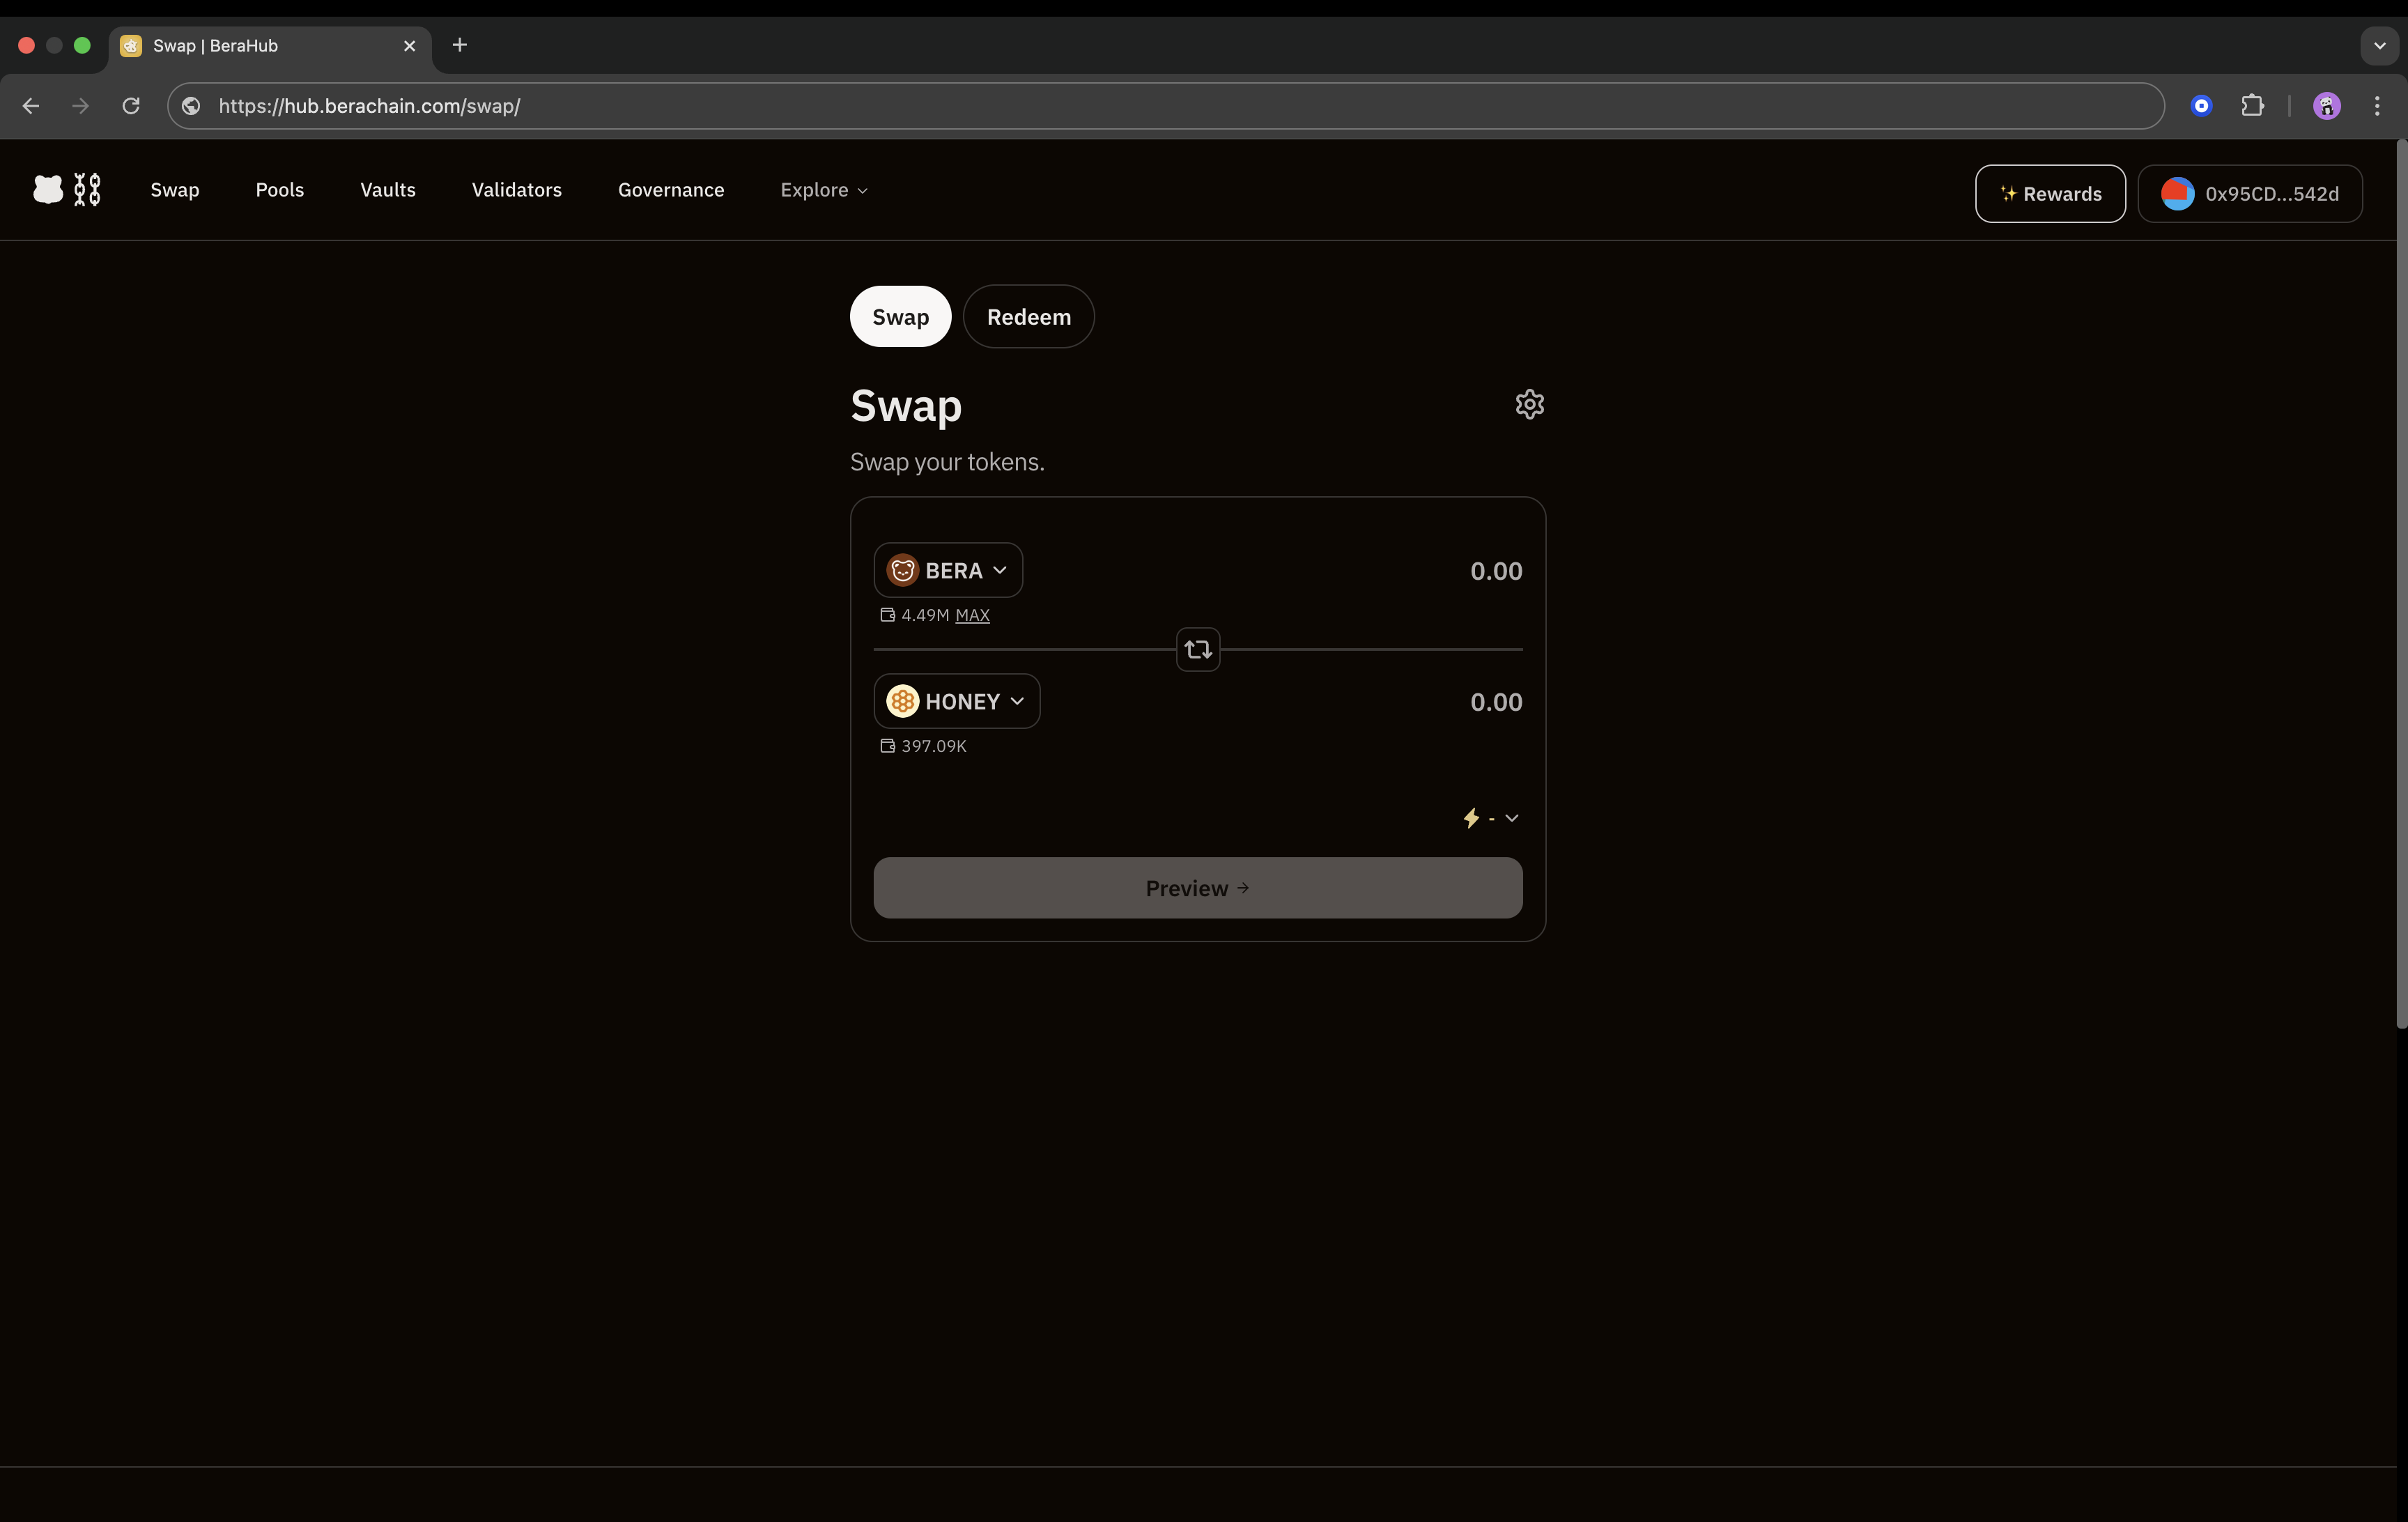 Swap | BeraHub
https://hub.berachain.com/swap/
Swap Pools Vaults Validators Governance Explore
✨ Rewards 0x95CD...542d
Swap Redeem
Swap
Swap your tokens.
BERA 0.00
4.49M MAX
HONEY 0.00
397.09K
-
Preview →